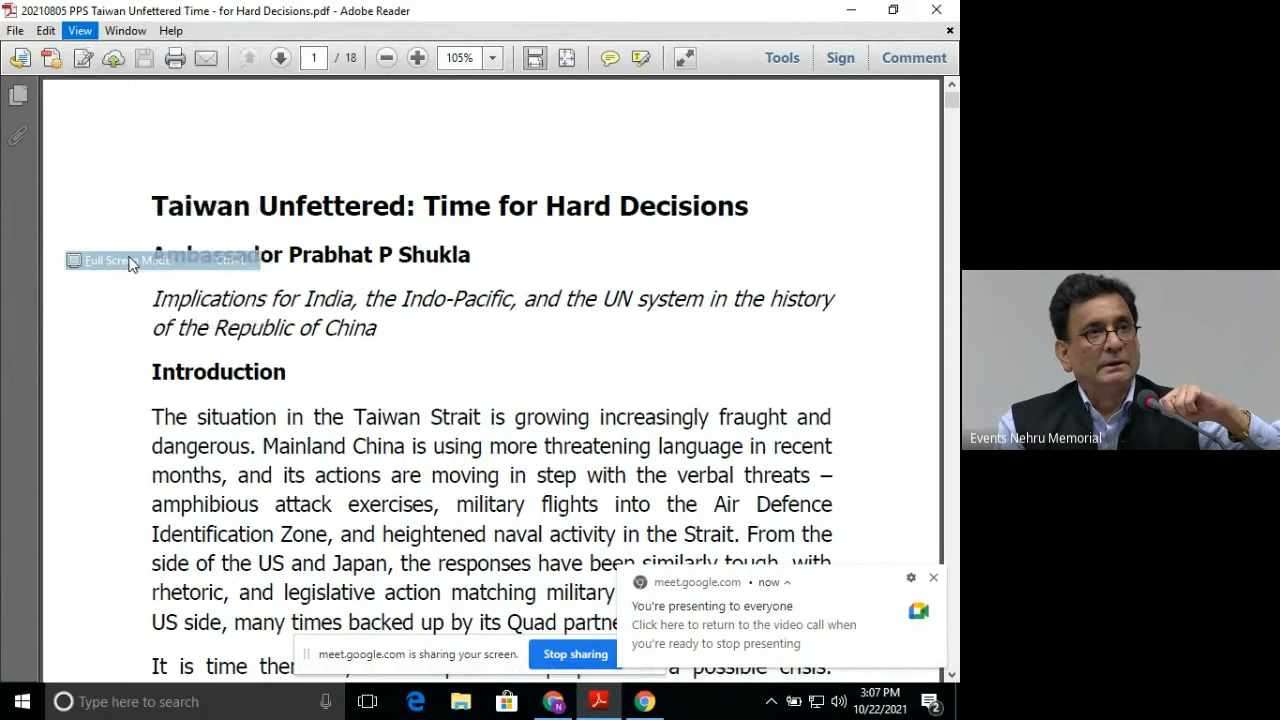 20210805 PPS Taiwan Unfettered Time - for Hard Decisions.pdf - Adobe Reader
File Edit View Window Help
1 / 18 105% Tools Sign Comment
Taiwan Unfettered: Time for Hard Decisions
Ambassador Prabhat P Shukla
Full Screen Mode Ctrl+L
Implications for India, the Indo-Pacific, and the UN system in the history
of the Republic of China
Introduction
The situation in the Taiwan Strait is growing increasingly fraught and
dangerous. Mainland China is using more threatening language in recent
months, and its actions are moving in step with the verbal threats –
amphibious attack exercises, military flights into the Air Defence
Identification Zone, and heightened naval activity in the Strait. From the
side of the US and Japan, the responses have been similarly tough, with
rhetoric, and legislative action matching military
US side, many times backed up by its Quad partne
It is time ther a possible crisis.
meet.google.com • now
You're presenting to everyone
Click here to return to the video call when
you're ready to stop presenting
meet.google.com is sharing your screen. Stop sharing
Events Nehru Memorial
Type here to search
3:07 PM
10/22/2021
2